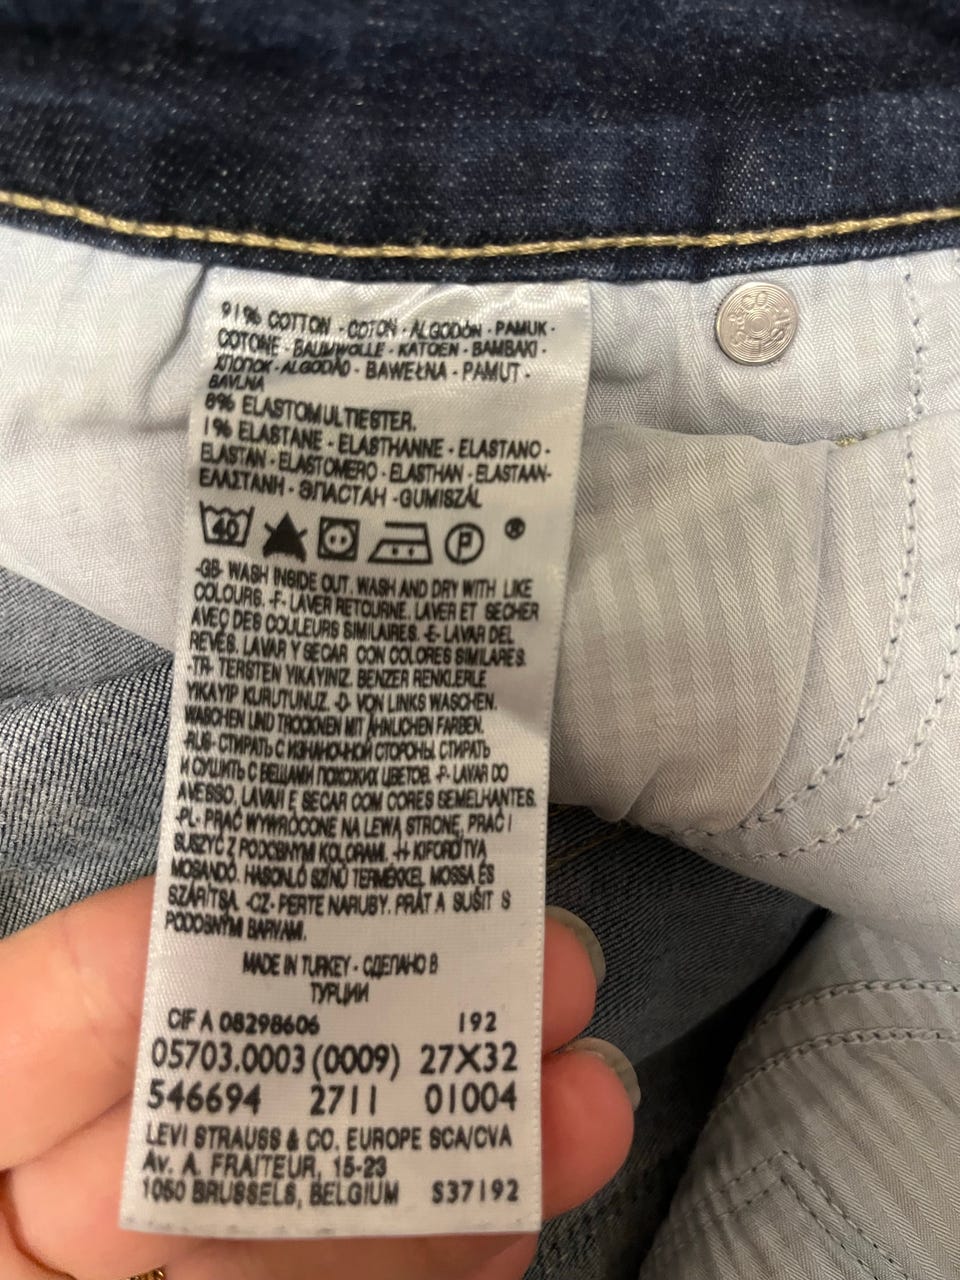 91% COTTON - COTON - ALGODÓN - PAMUK -
COTONE - BAUMWOLLE - KATOEN - BAMBAKI -
ХЛОПОК - ALGODÃO - BAWEŁNA - PAMUT -
BAVLNA
8% ELASTOMULTIESTER.
1% ELASTANE - ELASTHANNE - ELASTANO -
ELASTAN - ELASTOMERO - ELASTHAN - ELASTAAN-
ΕΛΑΣΤΑΝΗ - ЭЛАСТАН -GUMISZÁL
40 P ®
-GB- WASH INSIDE OUT. WASH AND DRY WITH LIKE
COLOURS. -F- LAVER RETOURNE. LAVER ET SECHER
AVEC DES COULEURS SIMILAIRES. -E- LAVAR DEL
REVÉS. LAVAR Y SECAR CON COLORES SIMILARES.
-TR- TERSTEN YIKAYINIZ. BENZER RENKLERLE
YIKAYIP KURUTUNUZ. -D- VON LINKS WASCHEN.
WASCHEN UND TROCKNEN MIT ÄHNLICHEN FARBEN.
-RUS- СТИРАТЬ С ИЗНАНОЧНОЙ СТОРОНЫ. СТИРАТЬ
И СУШИТЬ С ВЕЩАМИ ПОХОЖИХ ЦВЕТОВ. -P- LAVAR DO
AVESSO, LAVAR E SECAR COM CORES SEMELHANTES.
-PL- PRAĆ WYWRÓCONE NA LEWĄ STRONĘ, PRAĆ I
SUSZYĆ Z PODOBNYMI KOLORAMI. -H- KIFORDÍTVA
MOSANDÓ. HASONLÓ SZÍNŰ TERMÉKKEL MOSSA ÉS
SZÁRÍTSA. -CZ- PERTE NARUBY. PRÁT A SUŠIT S
PODOBNÝMI BARVAMI.
MADE IN TURKEY - СДЕЛАНО В
ТУРЦИИ
CIF A 08298606 192
05703.0003 (0009) 27X32
546694 2711 01004
LEVI STRAUSS & CO. EUROPE SCA/CVA
Av. A. FRAITEUR, 15-23
1050 BRUSSELS, BELGIUM S37192